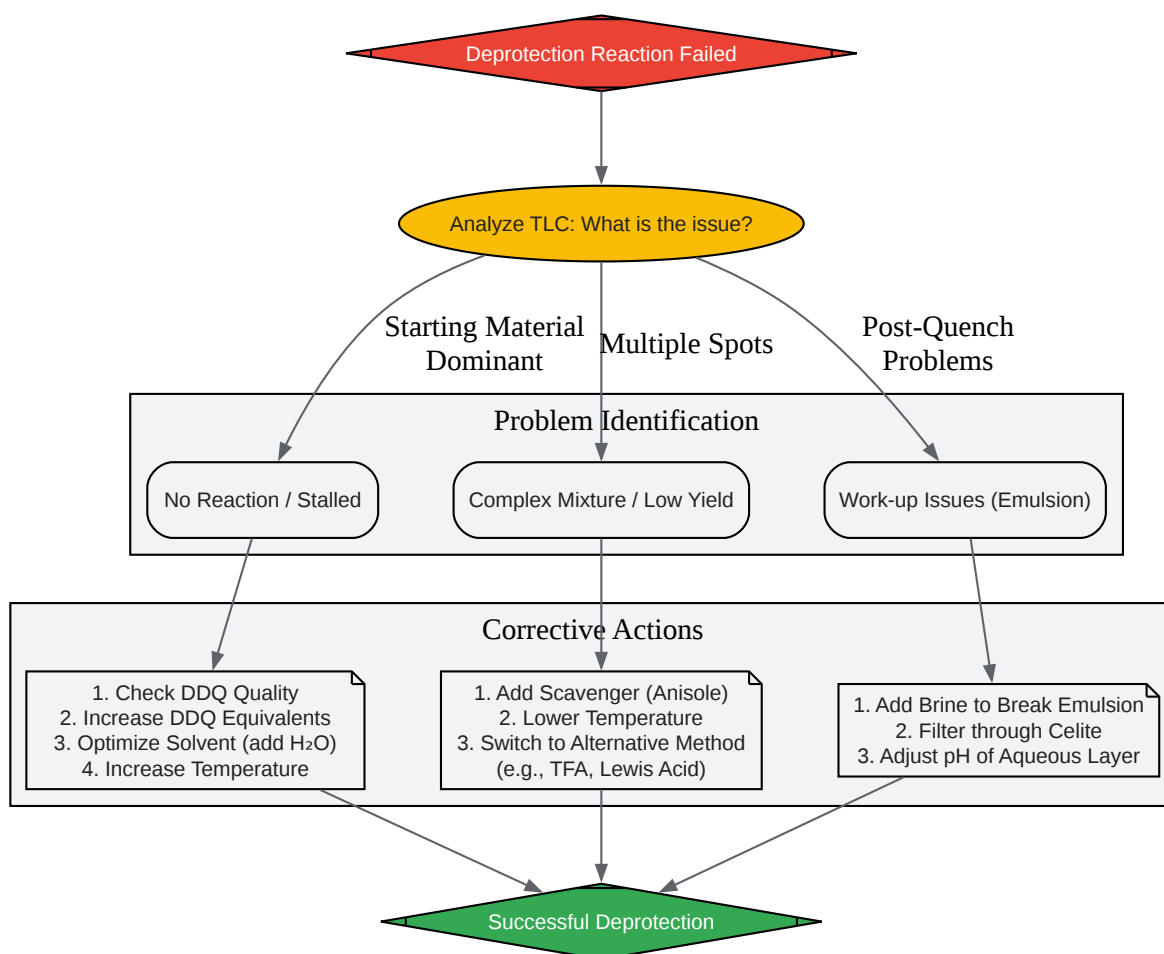 Deprotection Reaction Failed
Analyze TLC: What is the issue?
Starting Material
Dominant
Multiple Spots
Post-Quench
Problems
Problem Identification
No Reaction / Stalled
Complex Mixture / Low Yield
Work-up Issues (Emulsion)
Corrective Actions
1. Check DDQ Quality
2. Increase DDQ Equivalents
3. Optimize Solvent (add H₂O)
4. Increase Temperature
1. Add Scavenger (Anisole)
2. Lower Temperature
3. Switch to Alternative Method
(e.g., TFA, Lewis Acid)
1. Add Brine to Break Emulsion
2. Filter through Celite
3. Adjust pH of Aqueous Layer
Successful Deprotection